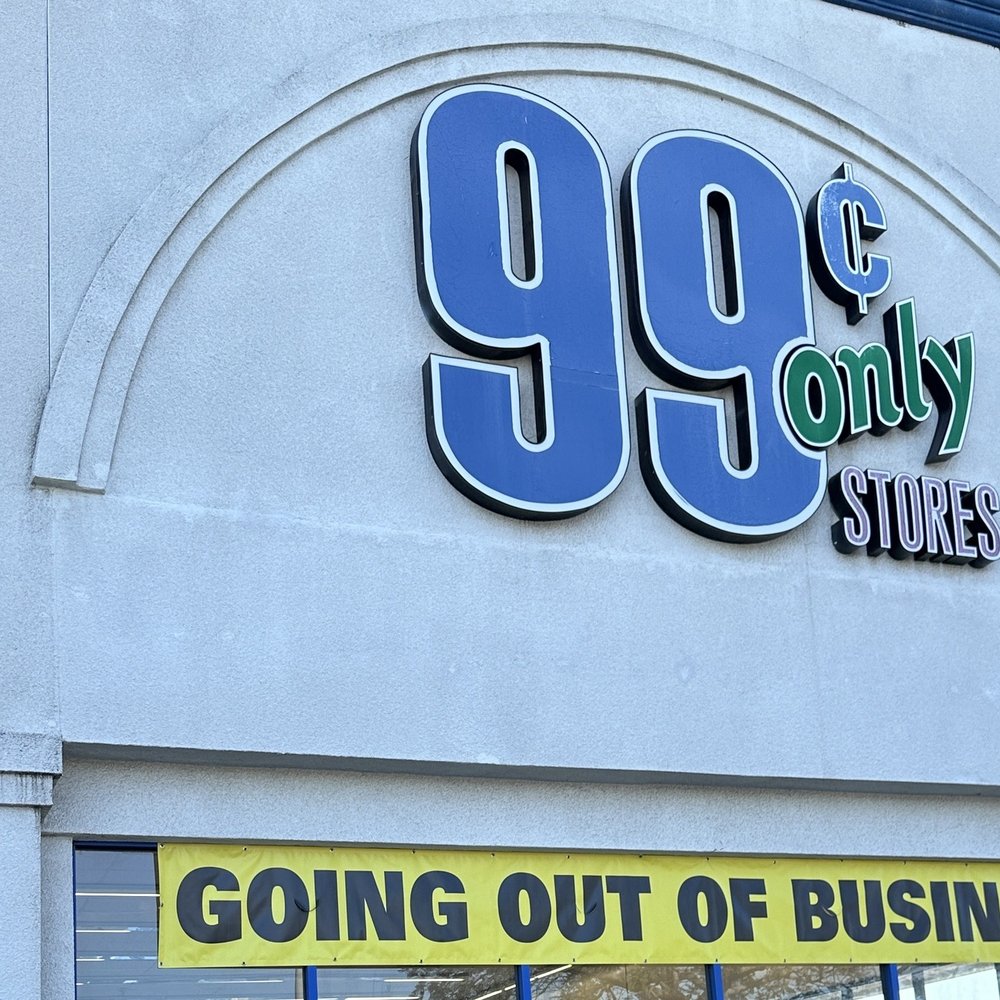 99¢
only
STORES
GOING OUT OF BUSIN